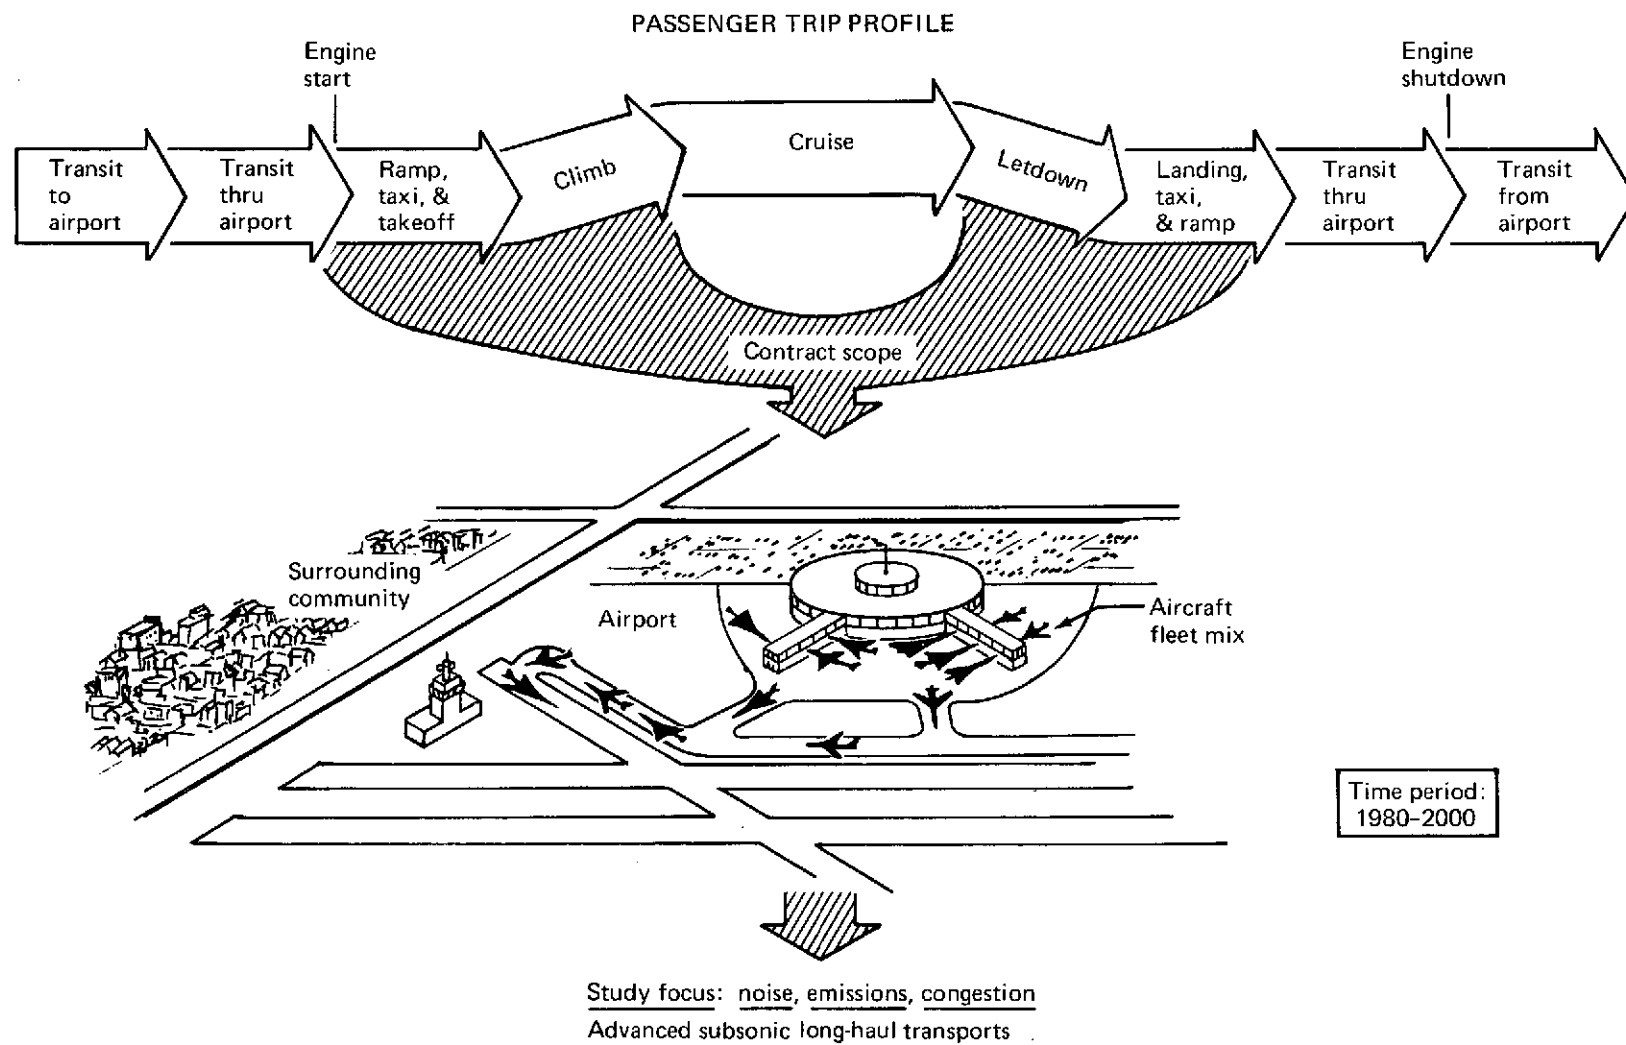 PASSENGER TRIP PROFILE
Engine
start
Engine
shutdown
Transit
to
airport
Transit
thru
airport
Ramp,
taxi, &
takeoff
Climb
Cruise
Letdown
Landing,
taxi,
& ramp
Transit
thru
airport
Transit
from
airport
Contract scope
Surrounding
community
Airport
Aircraft
fleet mix
Time period:
1980-2000
Study focus: noise, emissions, congestion
Advanced subsonic long-haul transports